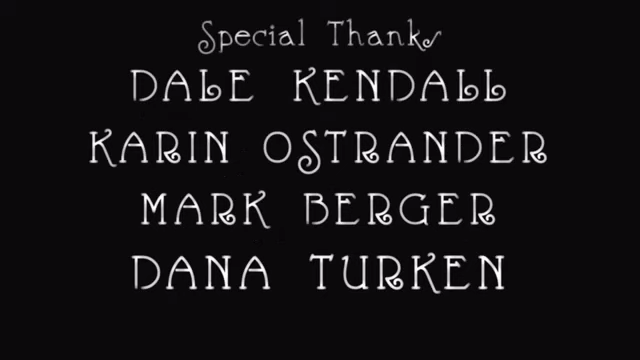 Special Thanks
DALE KENDALL
KARIN OSTRANDER
MARK BERGER
DANA TURKEN